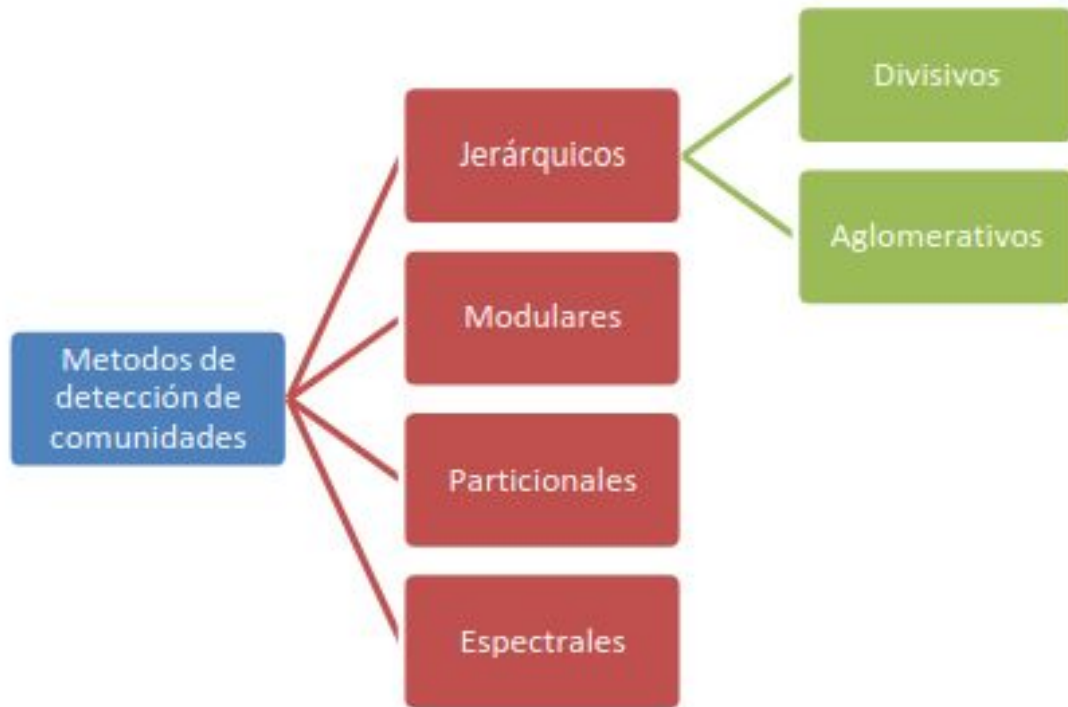 Metodos de
detección de
comunidades
Jerárquicos
Divisivos
Aglomerativos
Modulares
Particionales
Espectrales